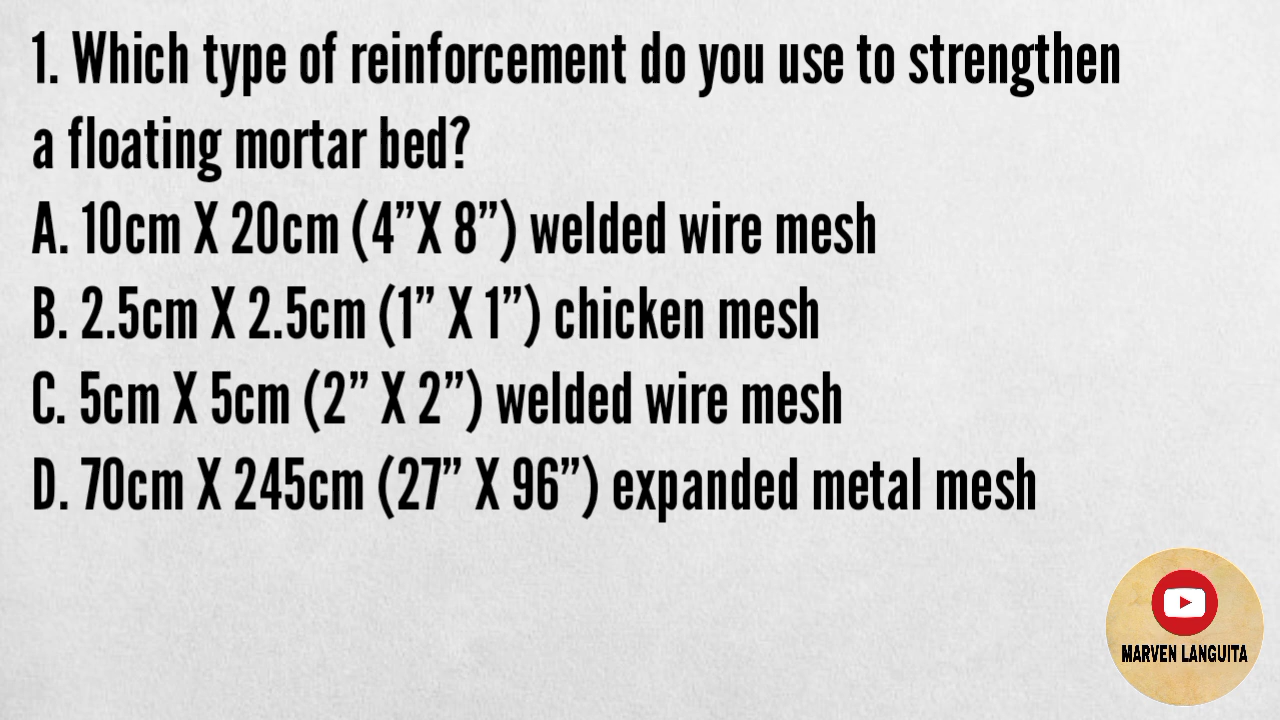 1. Which type of reinforcement do you use to strengthen
a floating mortar bed?
A. 10cm X 20cm (4”X 8”) welded wire mesh
B. 2.5cm X 2.5cm (1” X 1”) chicken mesh
C. 5cm X 5cm (2” X 2”) welded wire mesh
D. 70cm X 245cm (27” X 96”) expanded metal mesh
MARVEN LANGUITA